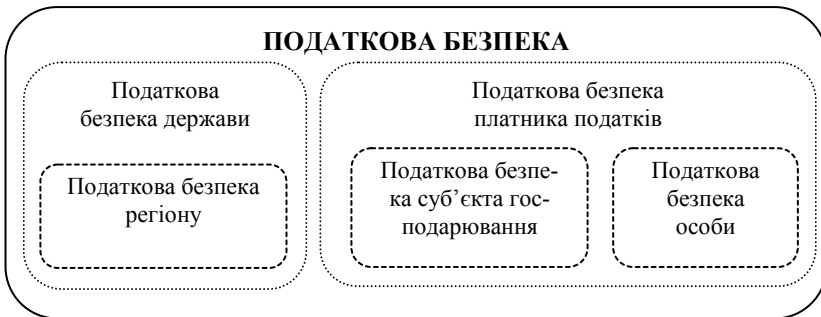 ПОДАТКОВА БЕЗПЕКА
Податкова
безпека держави
Податкова безпека
регіону
Податкова безпека
платника податків
Податкова безпе-
ка суб’єкта гос-
подарювання
Податкова
безпека
особи